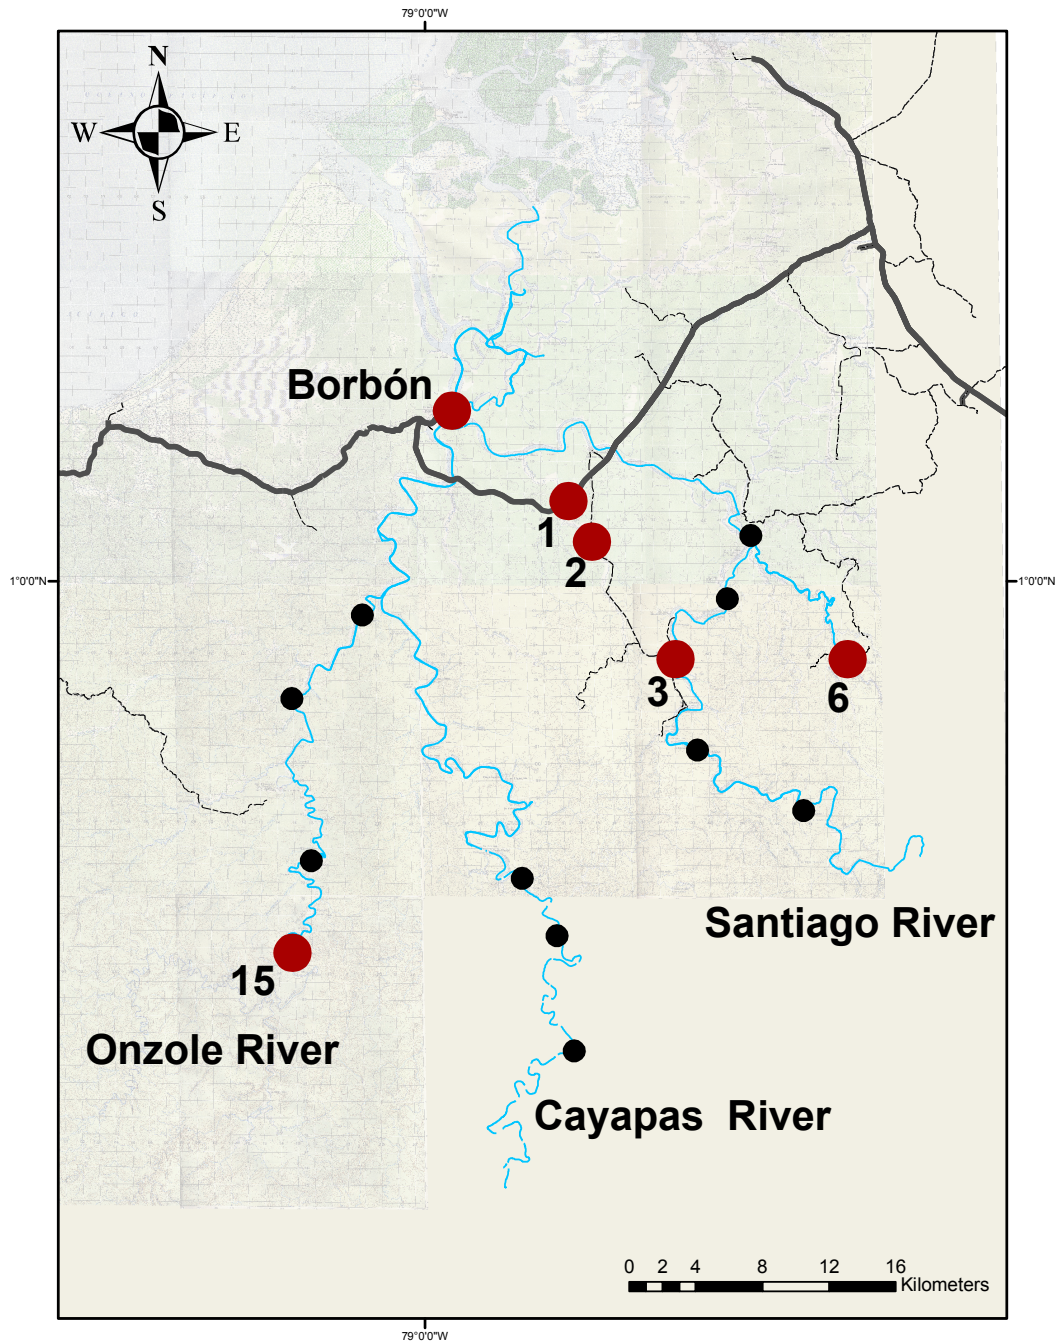 79°0'0"W
N
W E
S
Borbón
1
2
1°0'0"N 1°0'0"N
3 6
Santiago River
15
Onzole River
Cayapas River
0 2 4 8 12 16
Kilometers
79°0'0"W